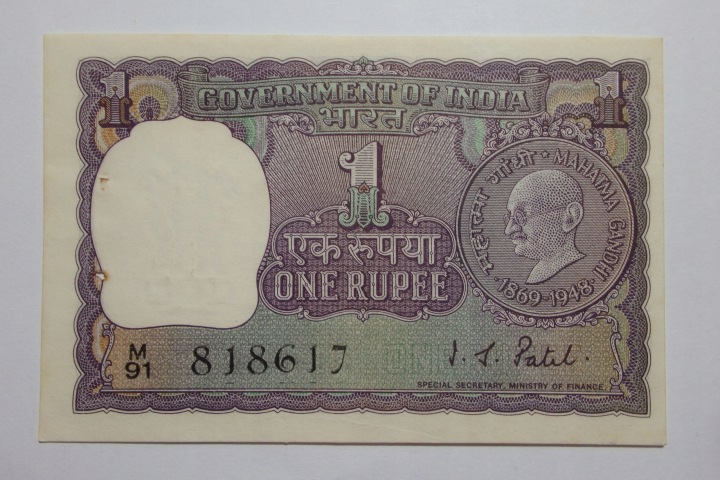 1 GOVERNMENT OF INDIA 1
भारत
1
एक रुपया
ONE RUPEE
महात्मा गांधी • MAHATMA GANDHI
•1869-1948•
M
91 818617
I. G. Patel.
SPECIAL SECRETARY, MINISTRY OF FINANCE.